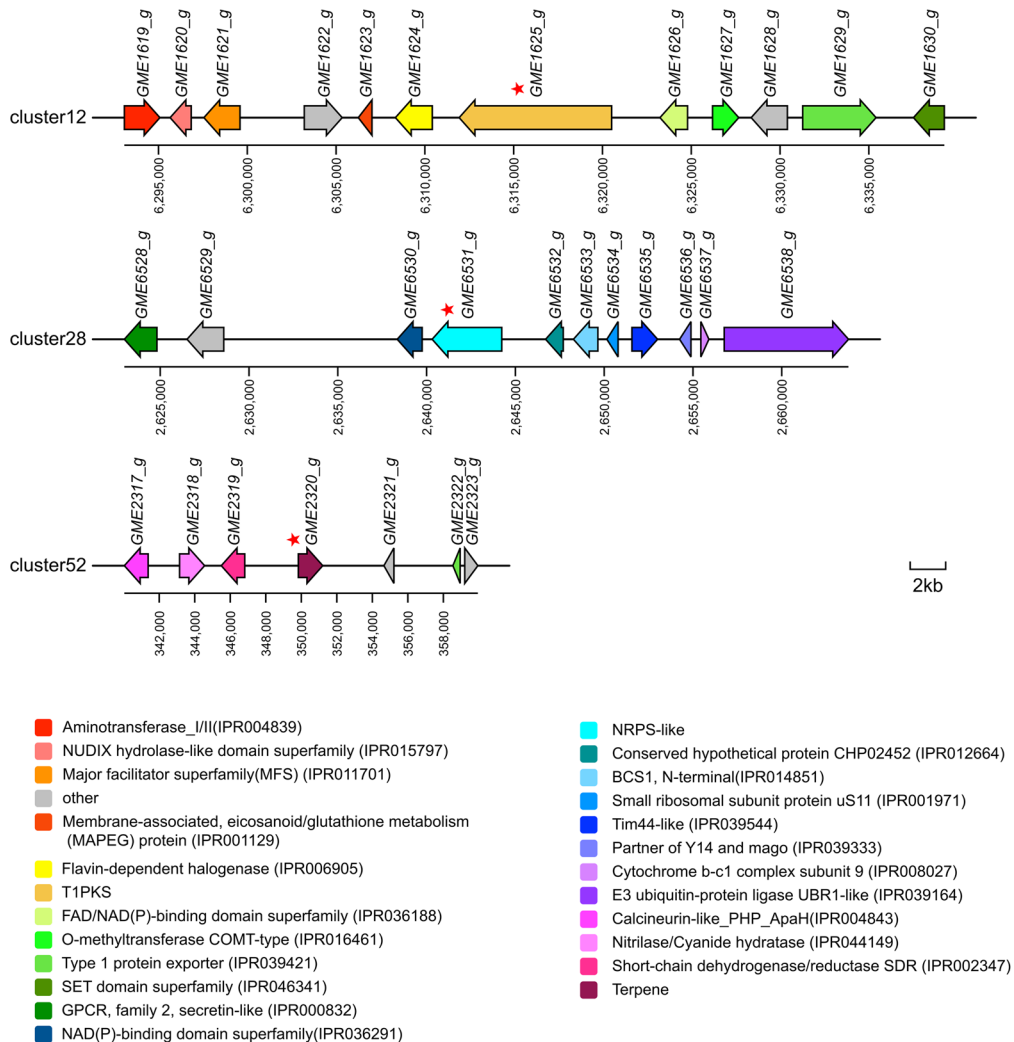 GME1619_g GME1620_g GME1621_g GME1622_g GME1623_g GME1624_g GME1625_g GME1626_g GME1627_g GME1628_g GME1629_g GME1630_g
cluster12
6,295,000 6,300,000 6,305,000 6,310,000 6,315,000 6,320,000 6,325,000 6,330,000 6,335,000
GME6528_g GME6529_g GME6530_g GME6531_g GME6532_g GME6533_g GME6534_g GME6535_g GME6536_g GME6537_g GME6538_g
cluster28
2,625,000 2,630,000 2,635,000 2,640,000 2,645,000 2,650,000 2,655,000 2,660,000
GME2317_g GME2318_g GME2319_g GME2320_g GME2321_g GME2322_g GME2323_g
cluster52
342,000 344,000 346,000 348,000 350,000 352,000 354,000 356,000 358,000
2kb
Aminotransferase_I/II(IPR004839)
NUDIX hydrolase-like domain superfamily (IPR015797)
Major facilitator superfamily(MFS) (IPR011701)
other
Membrane-associated, eicosanoid/glutathione metabolism
(MAPEG) protein (IPR001129)
Flavin-dependent halogenase (IPR006905)
T1PKS
FAD/NAD(P)-binding domain superfamily (IPR036188)
O-methyltransferase COMT-type (IPR016461)
Type 1 protein exporter (IPR039421)
SET domain superfamily (IPR046341)
GPCR, family 2, secretin-like (IPR000832)
NAD(P)-binding domain superfamily(IPR036291)
NRPS-like
Conserved hypothetical protein CHP02452 (IPR012664)
BCS1, N-terminal(IPR014851)
Small ribosomal subunit protein uS11 (IPR001971)
Tim44-like (IPR039544)
Partner of Y14 and mago (IPR039333)
Cytochrome b-c1 complex subunit 9 (IPR008027)
E3 ubiquitin-protein ligase UBR1-like (IPR039164)
Calcineurin-like_PHP_ApaH(IPR004843)
Nitrilase/Cyanide hydratase (IPR044149)
Short-chain dehydrogenase/reductase SDR (IPR002347)
Terpene